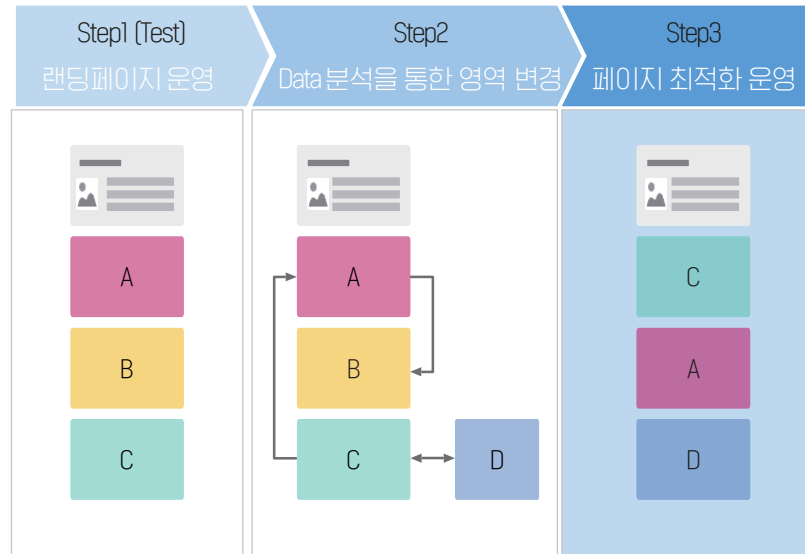 Step1 (Test)
랜딩페이지 운영
Step2
Data 분석을 통한 영역 변경
Step3
페이지 최적화 운영
A
B
C
A
B
C
D
C
A
D